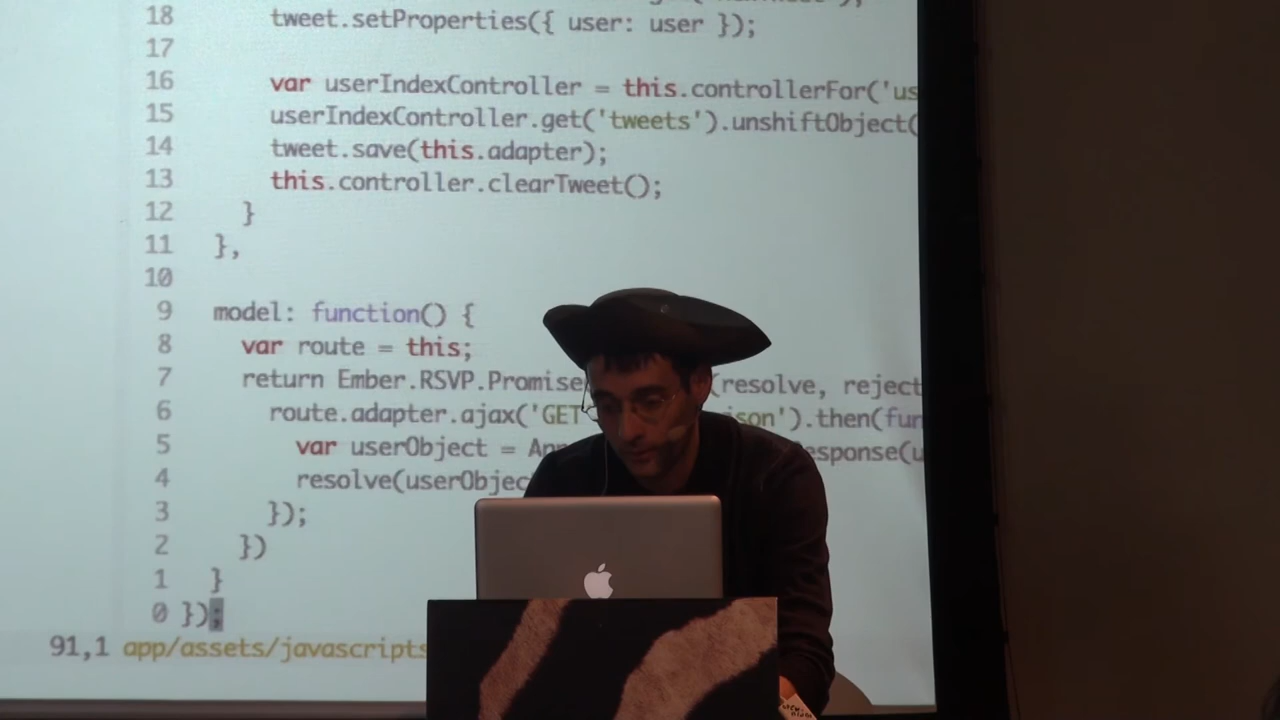 18 tweet.setProperties({ user: user });
17
16 var userIndexController = this.controllerFor('us
15 userIndexController.get('tweets').unshiftObject(
14 tweet.save(this.adapter);
13 this.controller.clearTweet();
12 }
11 },
10
9 model: function() {
8 var route = this;
7 return Ember.RSVP.Promise (resolve, reject
6 route.adapter.ajax('GET json').then(fun
5 var userObject = App esponse(u
4 resolve(userObjec
3 });
2 })
1 }
0 });
91,1 app/assets/javascripts